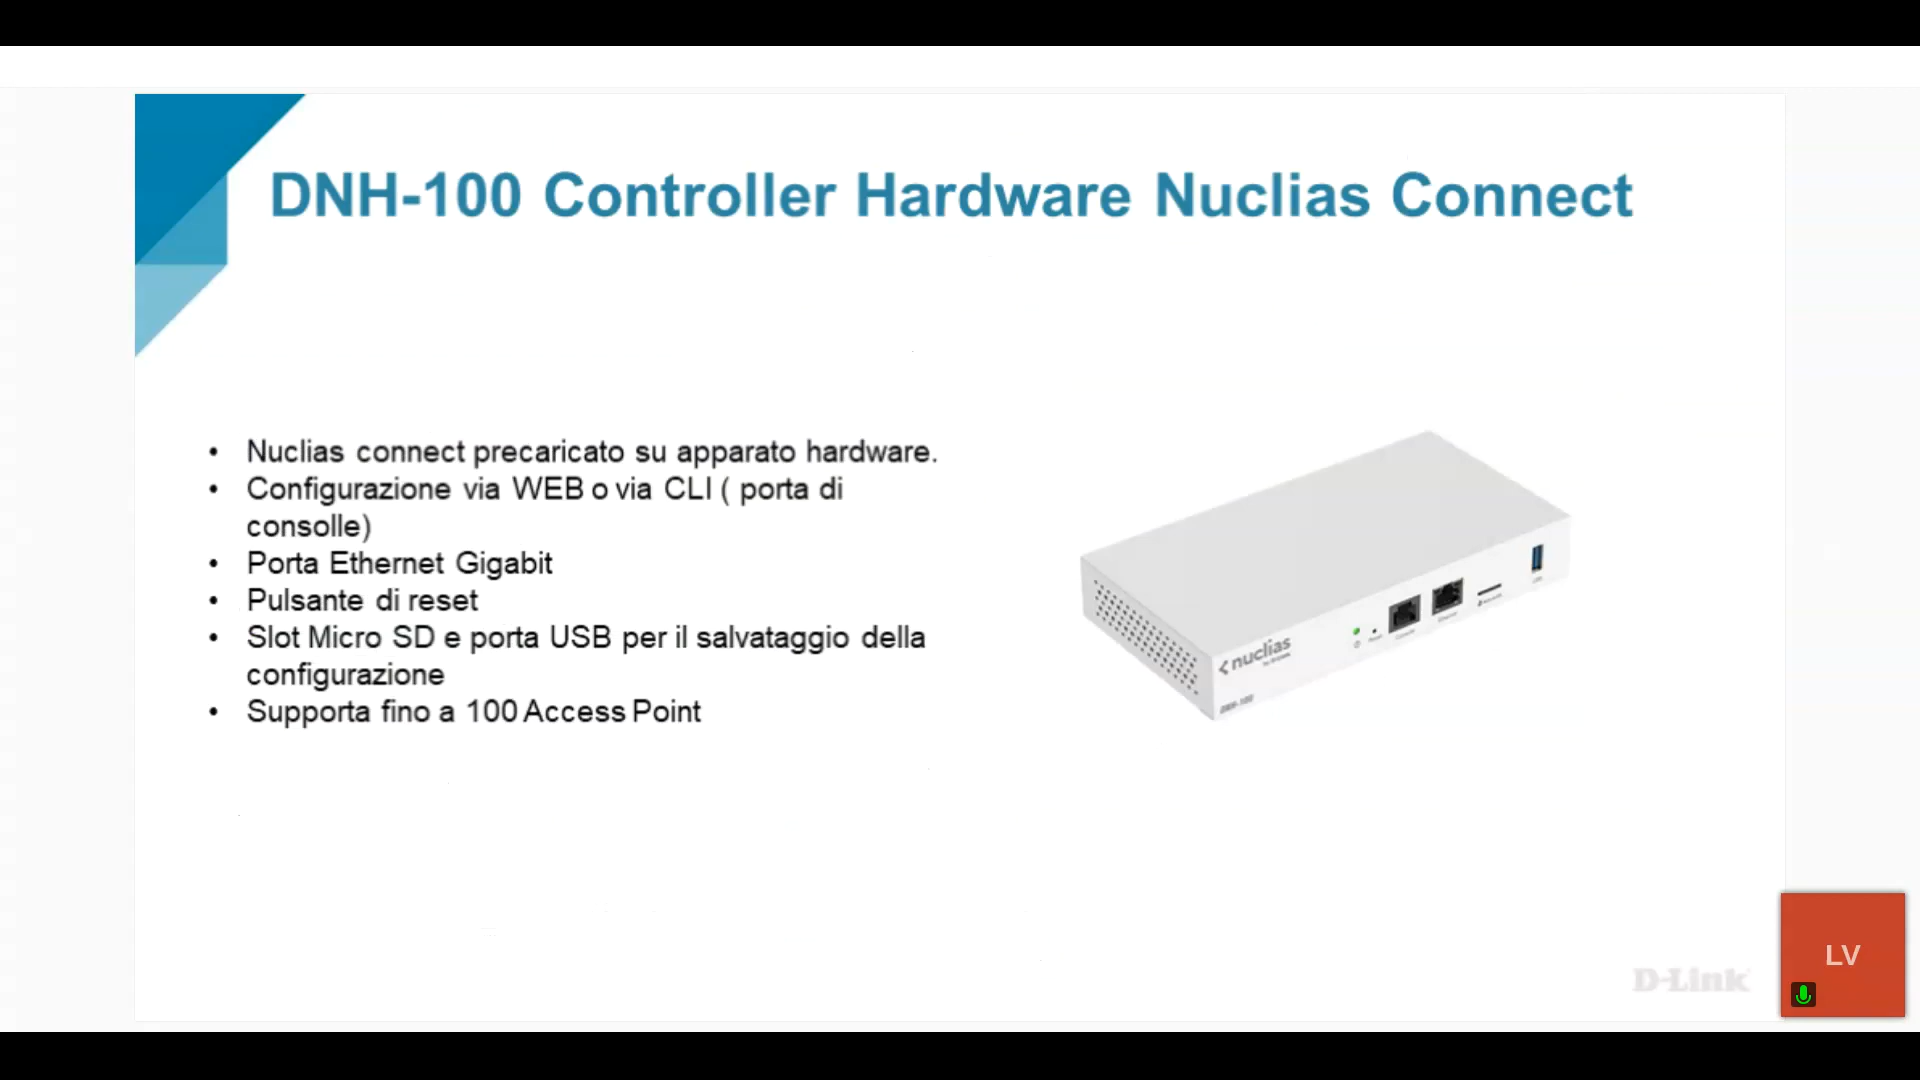 DNH-100 Controller Hardware Nuclias Connect
• Nuclias connect precaricato su apparato hardware.
• Configurazione via WEB o via CLI ( porta di
consolle)
• Porta Ethernet Gigabit
• Pulsante di reset
• Slot Micro SD e porta USB per il salvataggio della
configurazione
• Supporta fino a 100 Access Point
nuclias
DNH-100
D-Link
LV